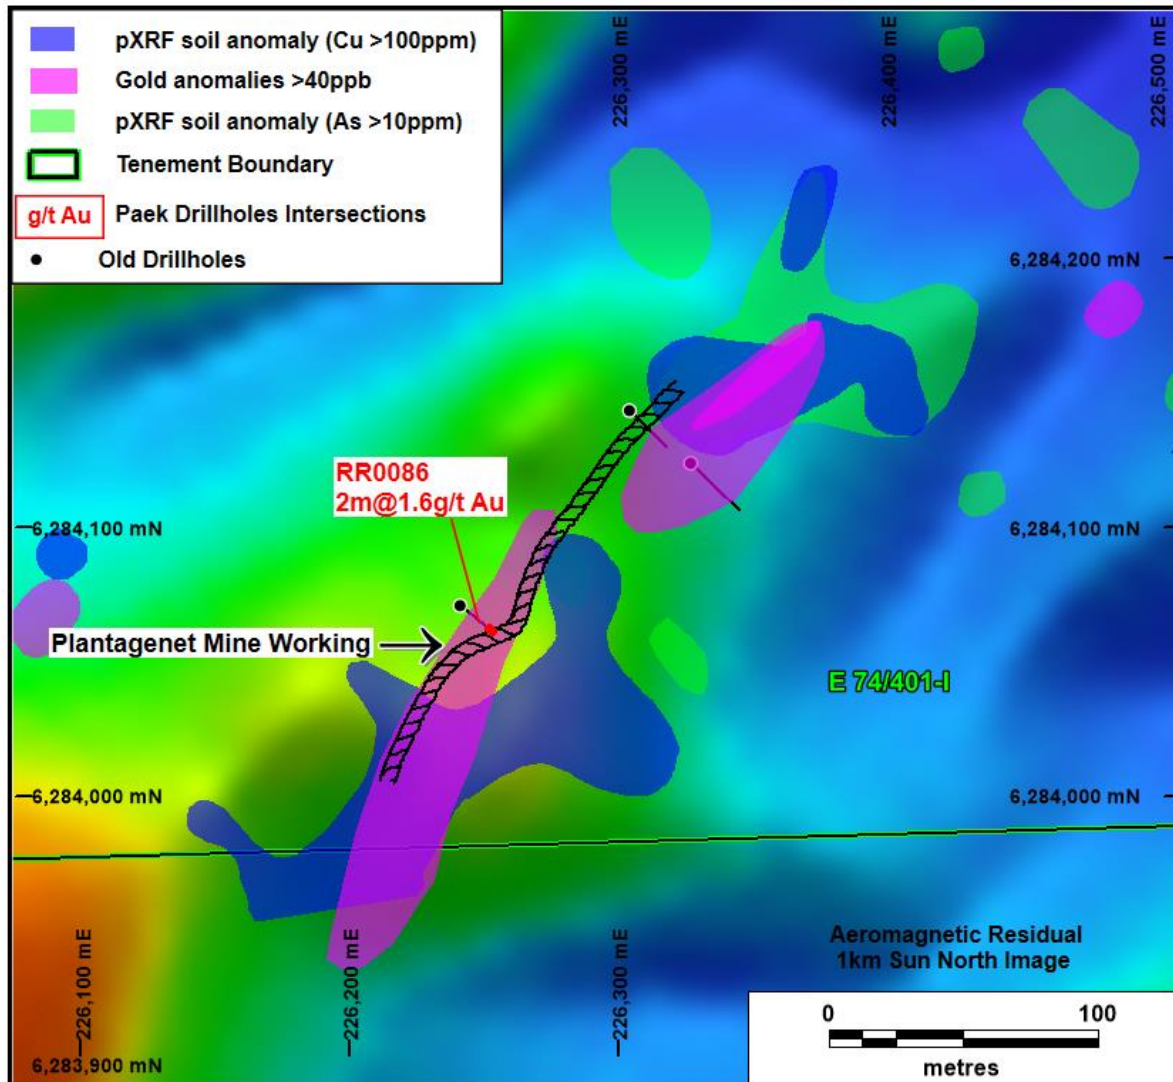 pXRF soil anomaly (Cu >100ppm)
Gold anomalies >40ppb
pXRF soil anomaly (As >10ppm)
Tenement Boundary
g/t Au Paek Drillholes Intersections
Old Drillholes
226,300 mE
226,400 mE
226,500 mE
6,284,200 mN
RR0086
2m@1.6g/t Au
6,284,100 mN
6,284,100 mN
Plantagenet Mine Working
E 74/401-I
6,284,000 mN
6,284,000 mN
226,100 mE
226,200 mE
226,300 mE
Aeromagnetic Residual
1km Sun North Image
0 100
metres
6,283,900 mN